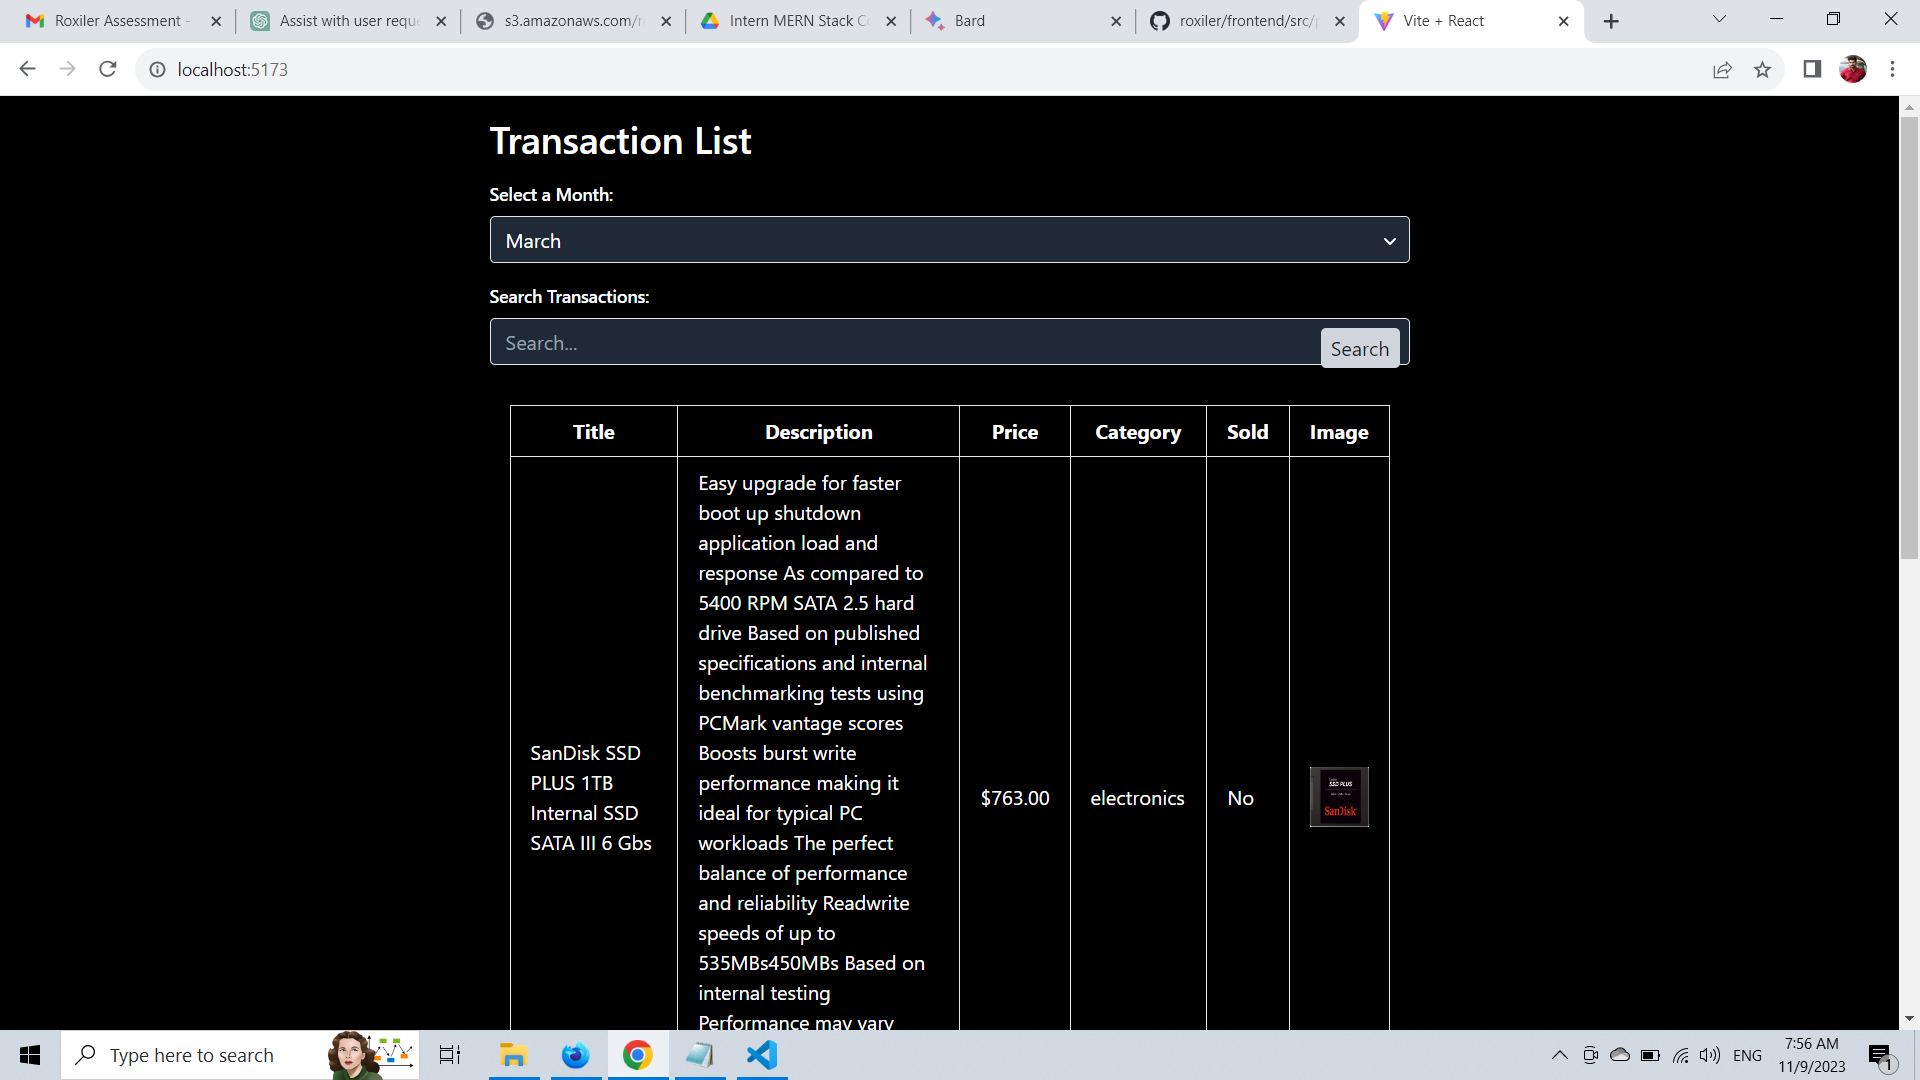 Roxiler Assessment -
Assist with user requ
s3.amazonaws.com/r
Intern MERN Stack C
Bard
roxiler/frontend/src/
Vite + React
localhost:5173
Transaction List
Select a Month:
March
Search Transactions:
Search...
Search
Title Description Price Category Sold Image
SanDisk SSD
PLUS 1TB
Internal SSD
SATA III 6 Gbs
Easy upgrade for faster
boot up shutdown
application load and
response As compared to
5400 RPM SATA 2.5 hard
drive Based on published
specifications and internal
benchmarking tests using
PCMark vantage scores
Boosts burst write
performance making it
ideal for typical PC
workloads The perfect
balance of performance
and reliability Readwrite
speeds of up to
535MBs450MBs Based on
internal testing
Performance may vary
$763.00
electronics
No
SSD PLUS
SanDisk
Type here to search
ENG
7:56 AM
11/9/2023
1